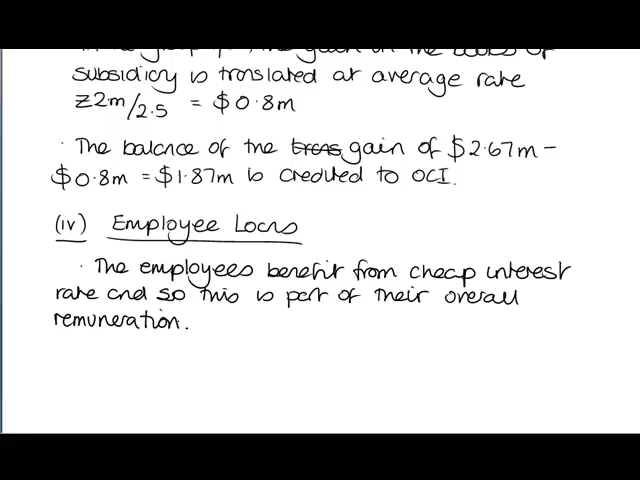 subsidicy is translated at average rate
Z2m/2.5 = $0.8m
· The balance of the trans gain of $2.67m -
$0.8m = $1.87m is credited to OCI.
(iv) Employee Loans
· The employees benefit from cheap interest
rate and so this is part of their overall
remuneration.